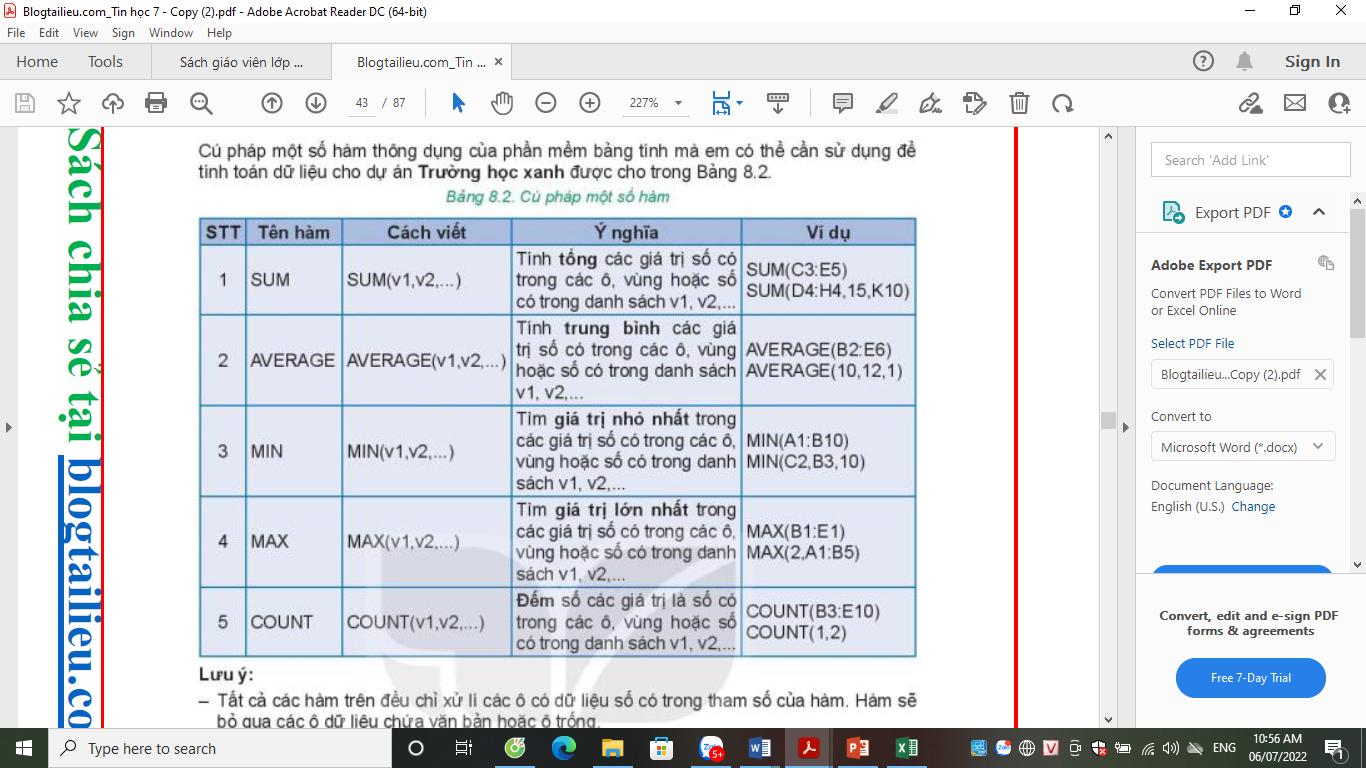 Blogtailieu.com_Tin học 7 - Copy (2).pdf - Adobe Acrobat Reader DC (64-bit)
File Edit View Sign Window Help
Home Tools Sách giáo viên lớp ... Blogtailieu.com_Tin ... × Sign In
43 / 87 227%
Sách chia sẻ tại blogtailieu.co
Cú pháp một số hàm thông dụng của phần mềm bảng tính mà em có thể cần sử dụng để
tính toán dữ liệu cho dự án Trường học xanh được cho trong Bảng 8.2.
Bảng 8.2. Cú pháp một số hàm
STT Tên hàm Cách viết Ý nghĩa Ví dụ
1 SUM SUM(v1,v2,...)
Tính tổng các giá trị số có
trong các ô, vùng hoặc số
có trong danh sách v1, v2,...
SUM(C3:E5)
SUM(D4:H4,15,K10)
2 AVERAGE AVERAGE(v1,v2,...)
Tính trung bình các giá
trị số có trong các ô, vùng
hoặc số có trong danh sách
v1, v2,...
AVERAGE(B2:E6)
AVERAGE(10,12,1)
3 MIN MIN(v1,v2,...)
Tìm giá trị nhỏ nhất trong
các giá trị số có trong các ô,
vùng hoặc số có trong danh
sách v1, v2,...
MIN(A1:B10)
MIN(C2,B3,10)
4 MAX MAX(v1,v2,...)
Tìm giá trị lớn nhất trong
các giá trị số có trong các ô,
vùng hoặc số có trong danh
sách v1, v2,...
MAX(B1:E1)
MAX(2,A1:B5)
5 COUNT COUNT(v1,v2,...)
Đếm số các giá trị là số có
trong các ô, vùng hoặc số
có trong danh sách v1, v2,...
COUNT(B3:E10)
COUNT(1,2)
Lưu ý:
– Tất cả các hàm trên đều chỉ xử lí các ô có dữ liệu số có trong tham số của hàm. Hàm sẽ
bỏ qua các ô dữ liệu chứa văn bản hoặc ô trống.
Search 'Add Link'
Export PDF
Adobe Export PDF
Convert PDF Files to Word
or Excel Online
Select PDF File
Blogtailieu...Copy (2).pdf
Convert to
Microsoft Word (*.docx)
Document Language:
English (U.S.) Change
Convert, edit and e-sign PDF
forms & agreements
Free 7-Day Trial
Type here to search
5+
ENG
10:56 AM
06/07/2022
1